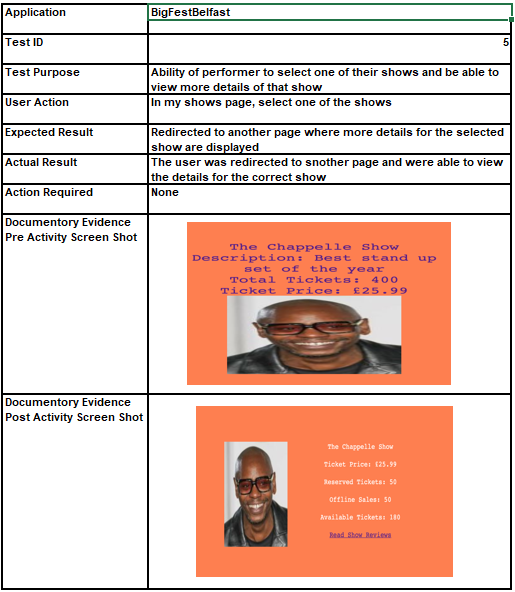 Application BigFestBelfast
Test ID 5
Test Purpose Ability of performer to select one of their shows and be able to
view more details of that show
User Action In my shows page, select one of the shows
Expected Result Redirected to another page where more details for the selected
show are displayed
Actual Result The user was redirected to snother page and were able to view
the details for the correct show
Action Required None
Documentory Evidence
Pre Activity Screen Shot
The Chappelle Show
Description: Best stand up
set of the year
Total Tickets: 400
Ticket Price: £25.99
Documentory Evidence
Post Activity Screen Shot
The Chappelle Show
Ticket Price: £25.99
Reserved Tickets: 50
Offline Sales: 50
Available Tickets: 180
Read Show Reviews